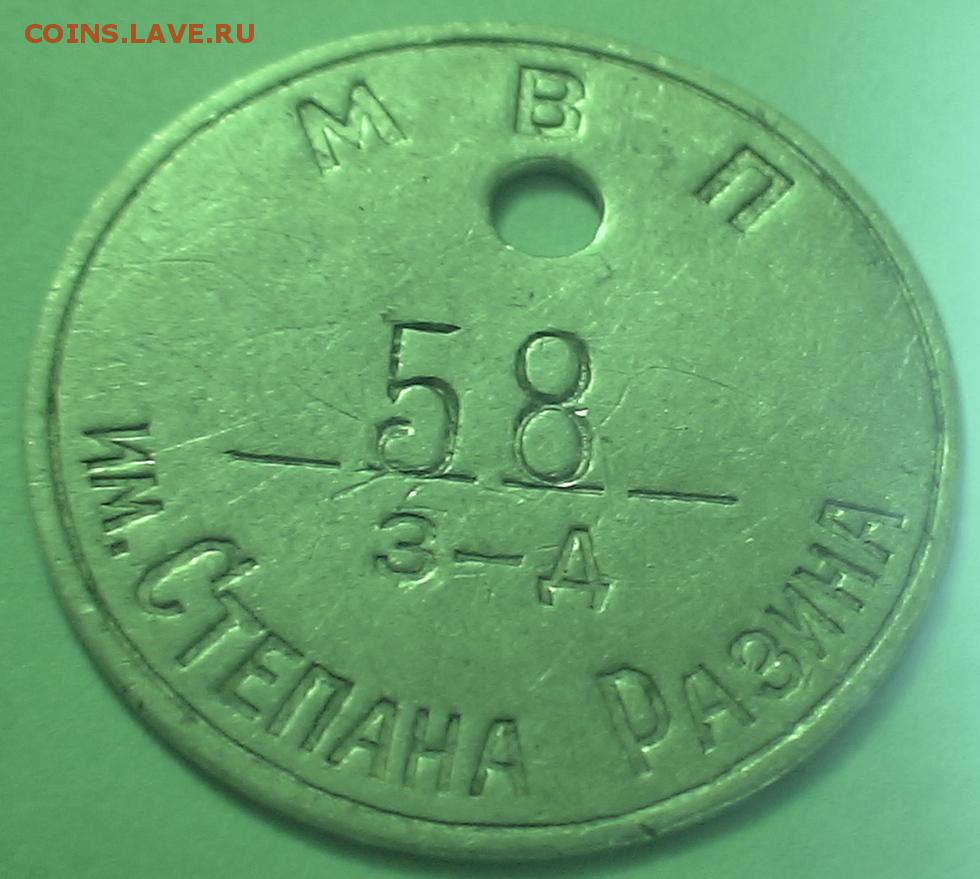 COINS.LAVE.RU
М В П
58
З-Д
ИМ. СТЕПАНА РАЗИНА